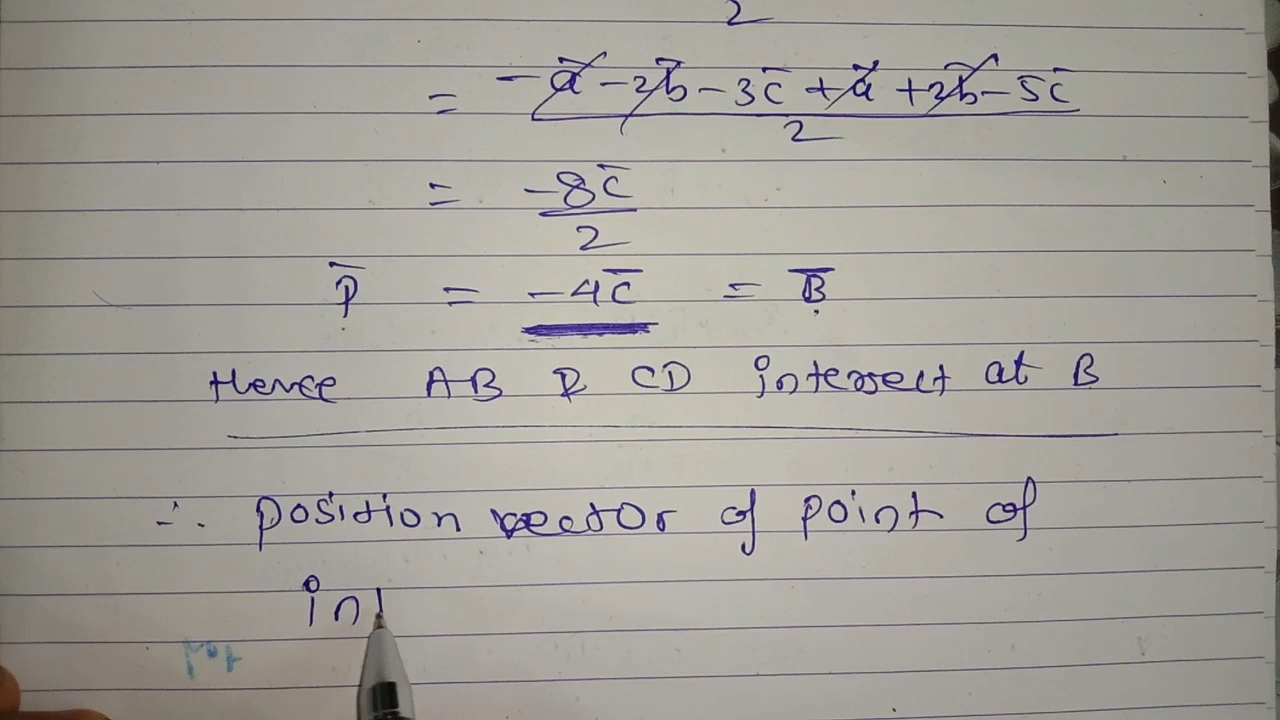 2
= -a̅ - 2b̅ - 3c̅ + a̅ + 2b̅ - 5c̅
2
= -8c̅
2
p̅ = -4c̅ = B̅
Hence AB & CD intersect at B
∴ position vector of point of
int